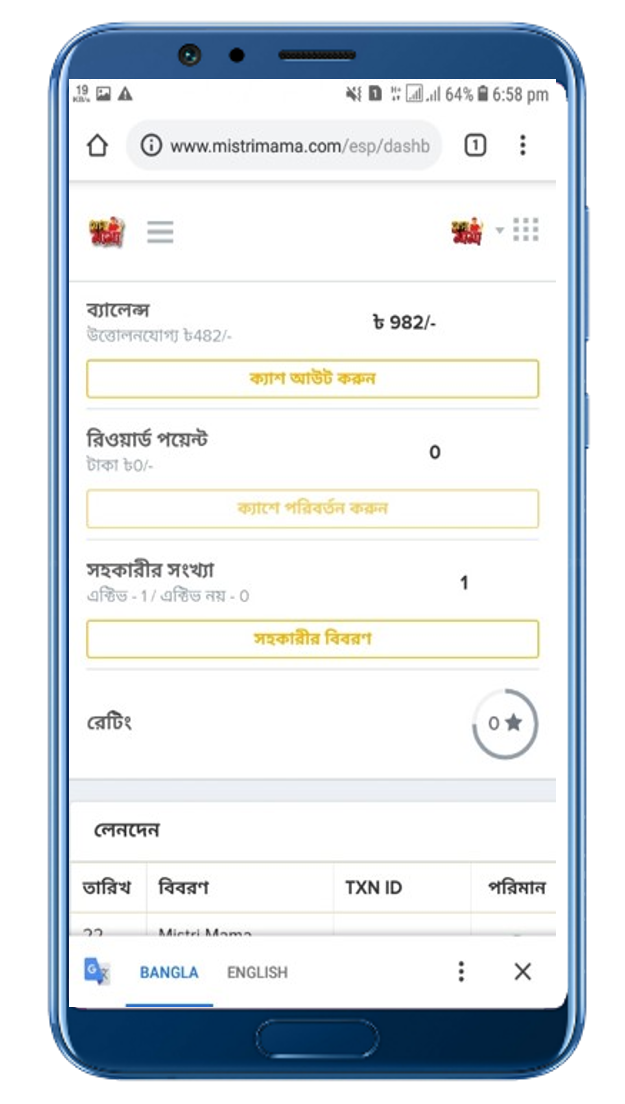 19
KB/s
64% 6:58 pm
www.mistrimama.com/esp/dashb
1
ব্যালেন্স
উত্তোলনযোগ্য ৳482/-
৳ 982/-
ক্যাশ আউট করুন
রিওয়ার্ড পয়েন্ট
টাকা ৳0/-
0
ক্যাশে পরিবর্তন করুন
সহকারীর সংখ্যা
এক্টিভ - 1 / এক্টিভ নয় - 0
1
সহকারীর বিবরণ
রেটিং
0
লেনদেন
তারিখ বিবরণ TXN ID পরিমান
22 Mistri Mama
BANGLA ENGLISH